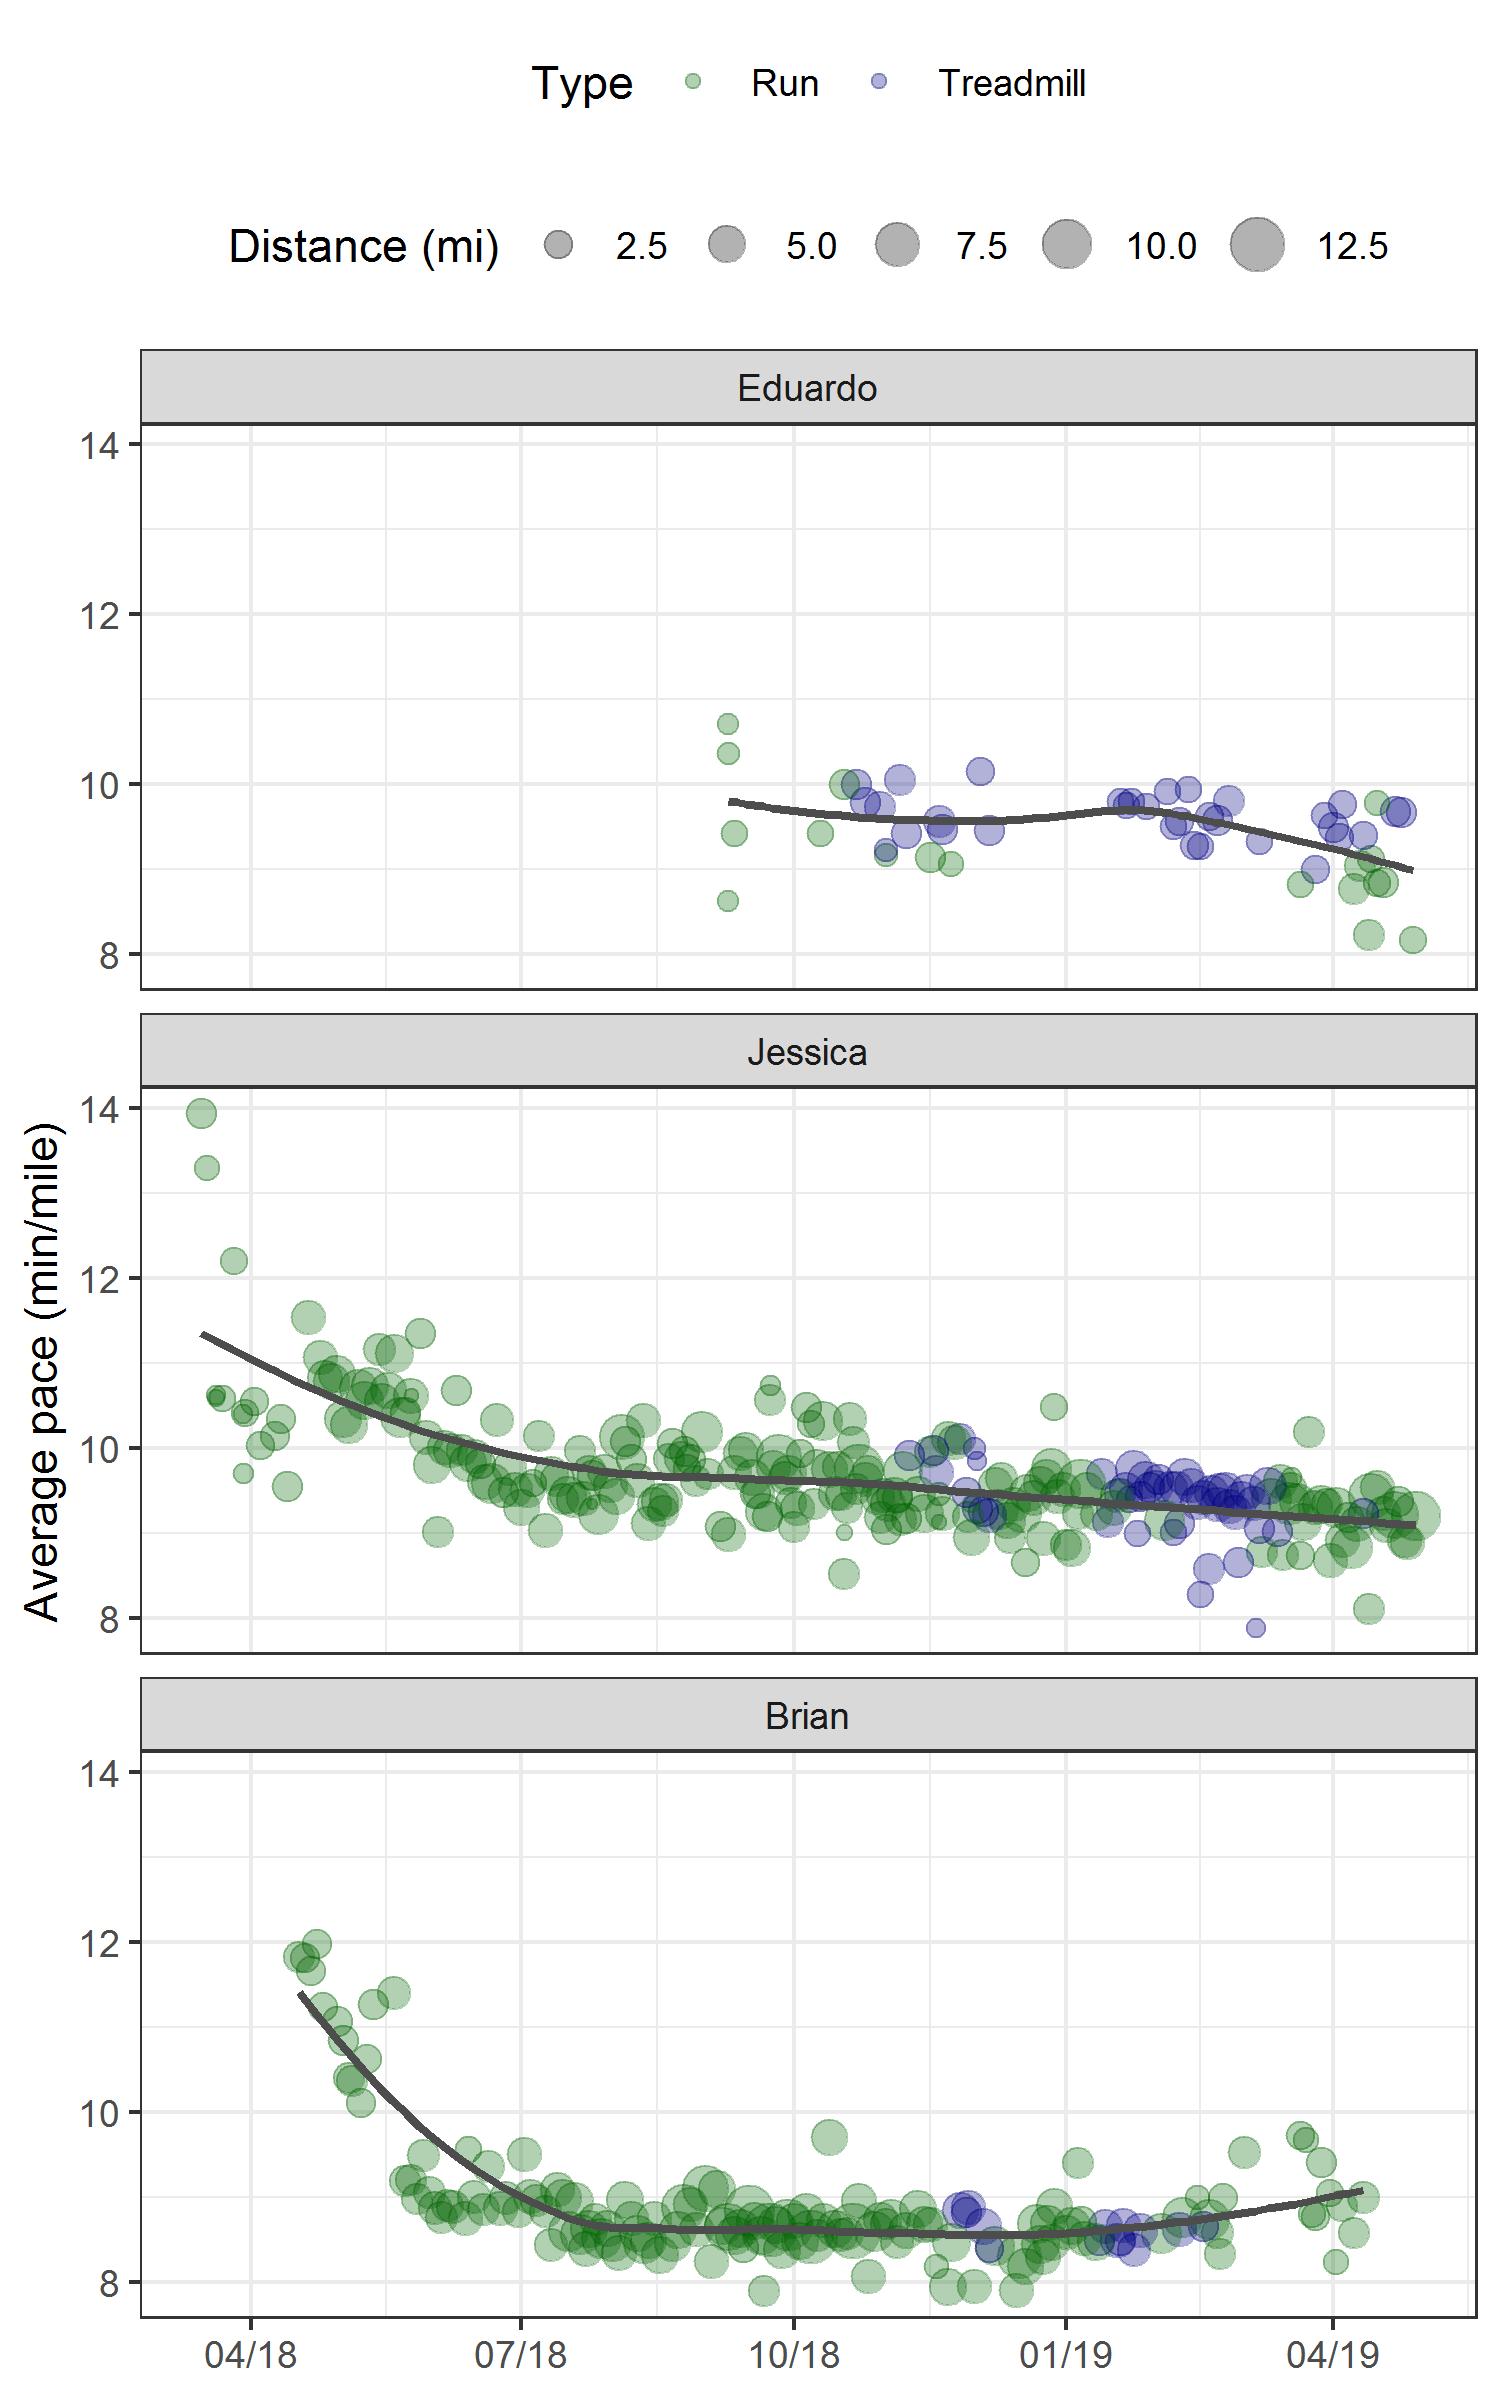 Type Run Treadmill
Distance (mi) 2.5 5.0 7.5 10.0 12.5
Eduardo
14
12
10
8
Average pace (min/mile)
Jessica
14
12
10
8
Brian
14
12
10
8
04/18 07/18 10/18 01/19 04/19